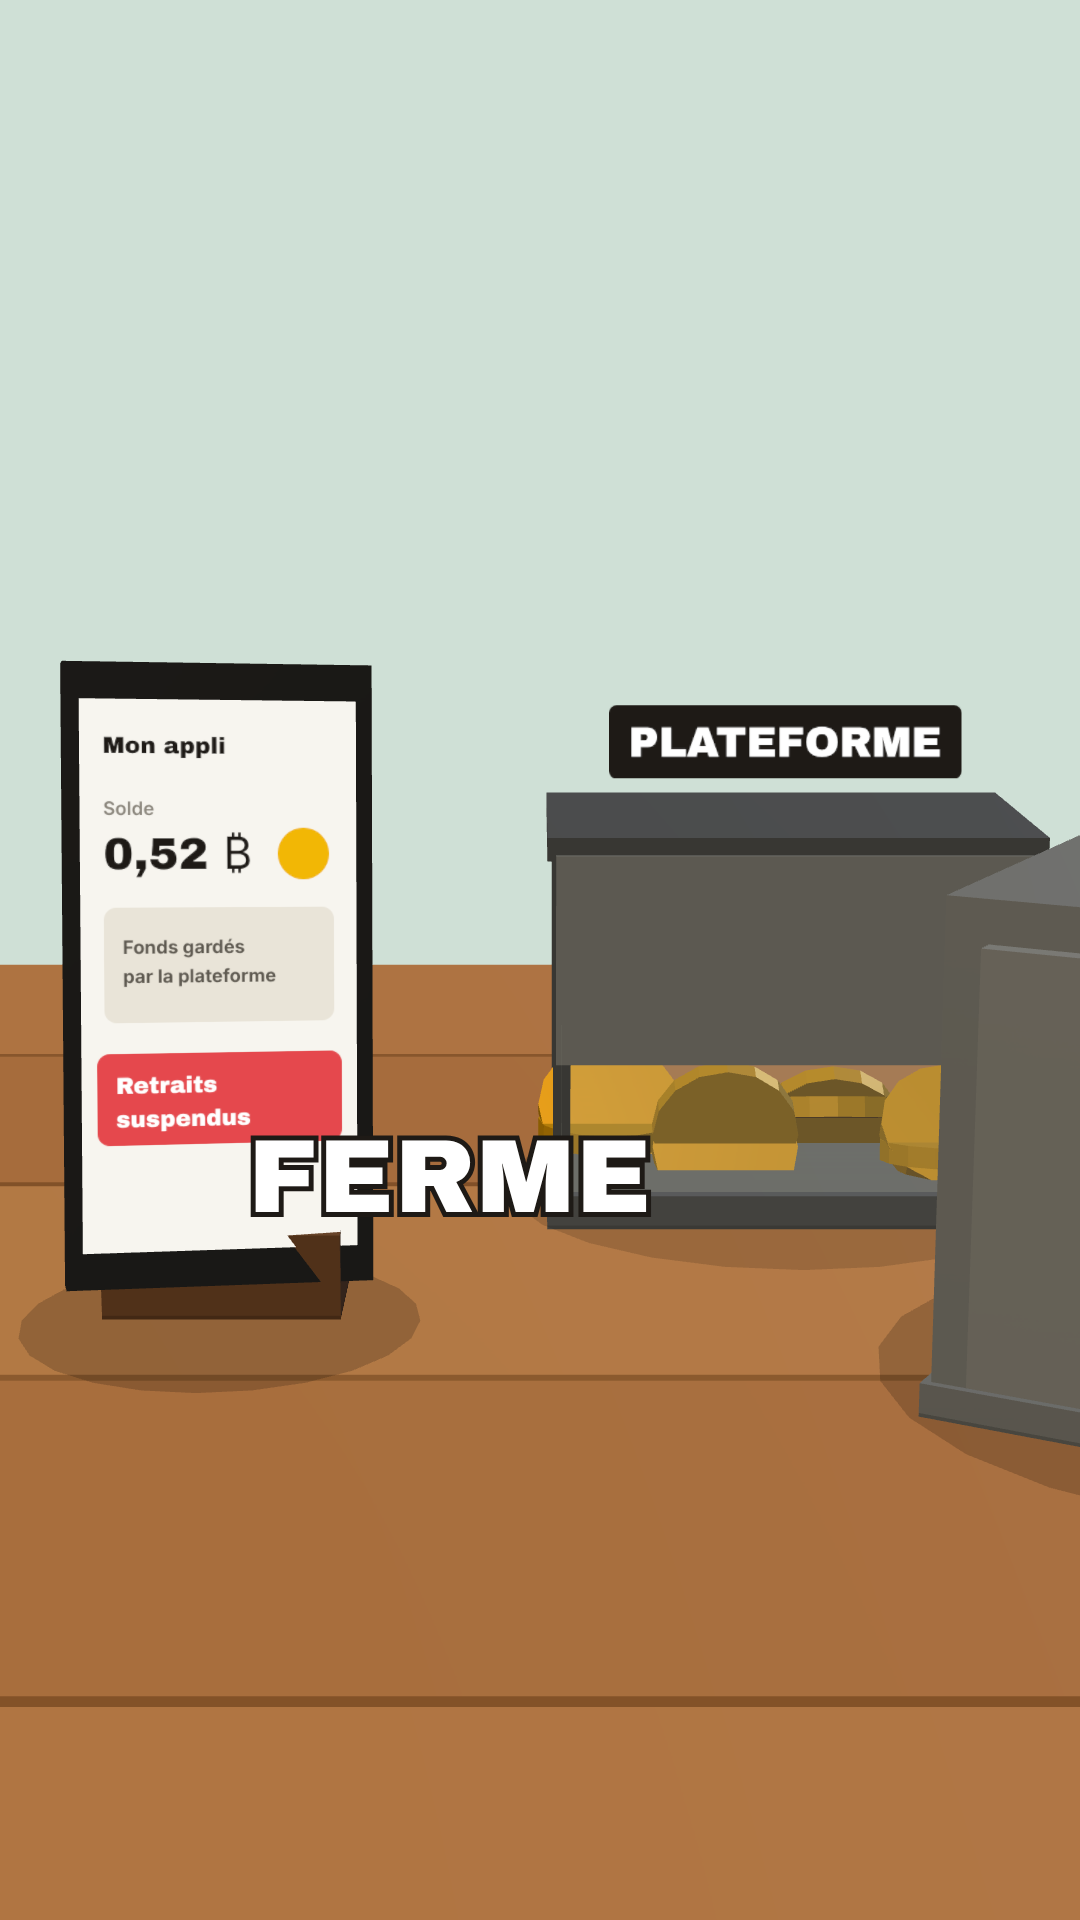 Mon appli
Solde
0,52 ₿
Fonds gardés
par la plateforme
Retraits
suspendus
PLATEFORME
FERME